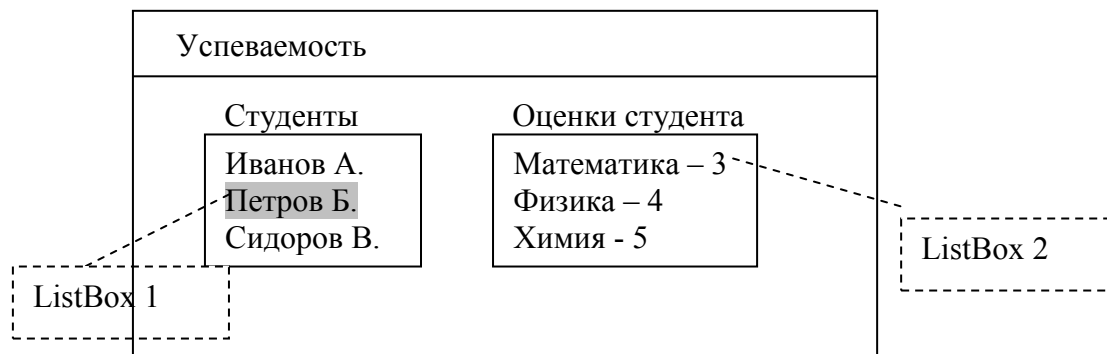 Успеваемость
Студенты
Оценки студента
Иванов А.
Математика – 3
Петров Б.
Физика – 4
Сидоров В.
Химия - 5
ListBox 1
ListBox 2